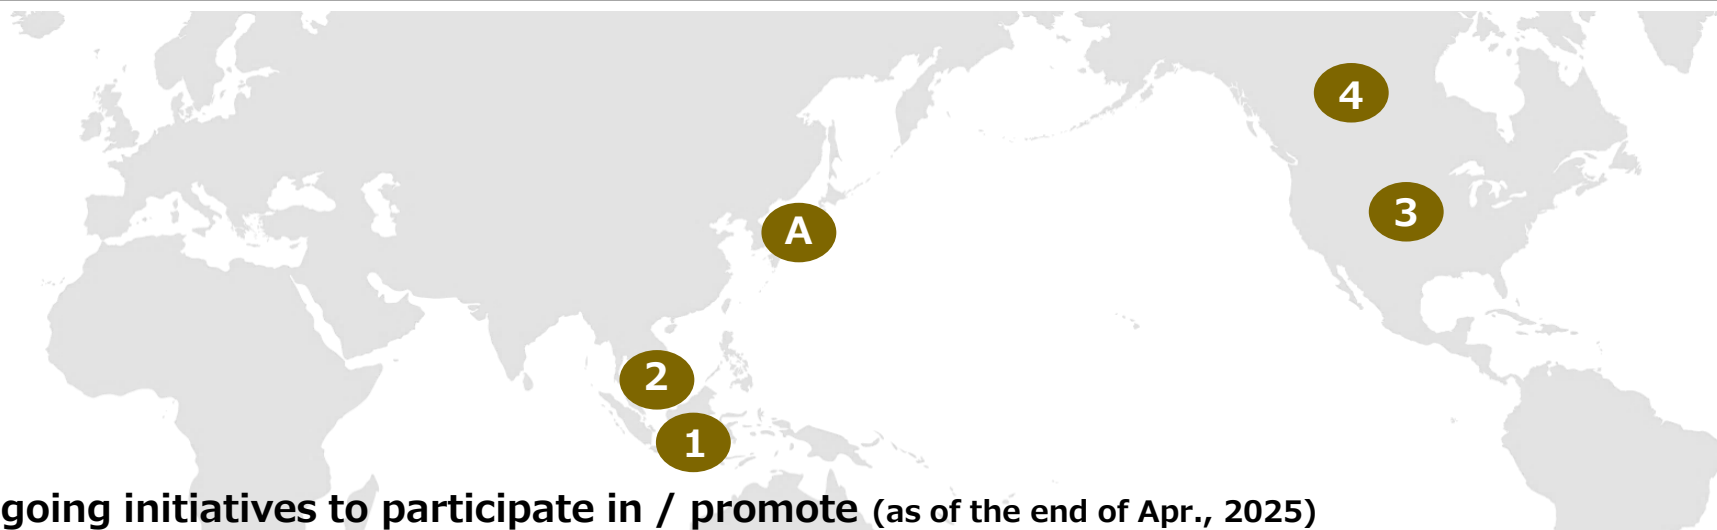 4
3
A
2
1
going initiatives to participate in / promote (as of the end of Apr., 2025)